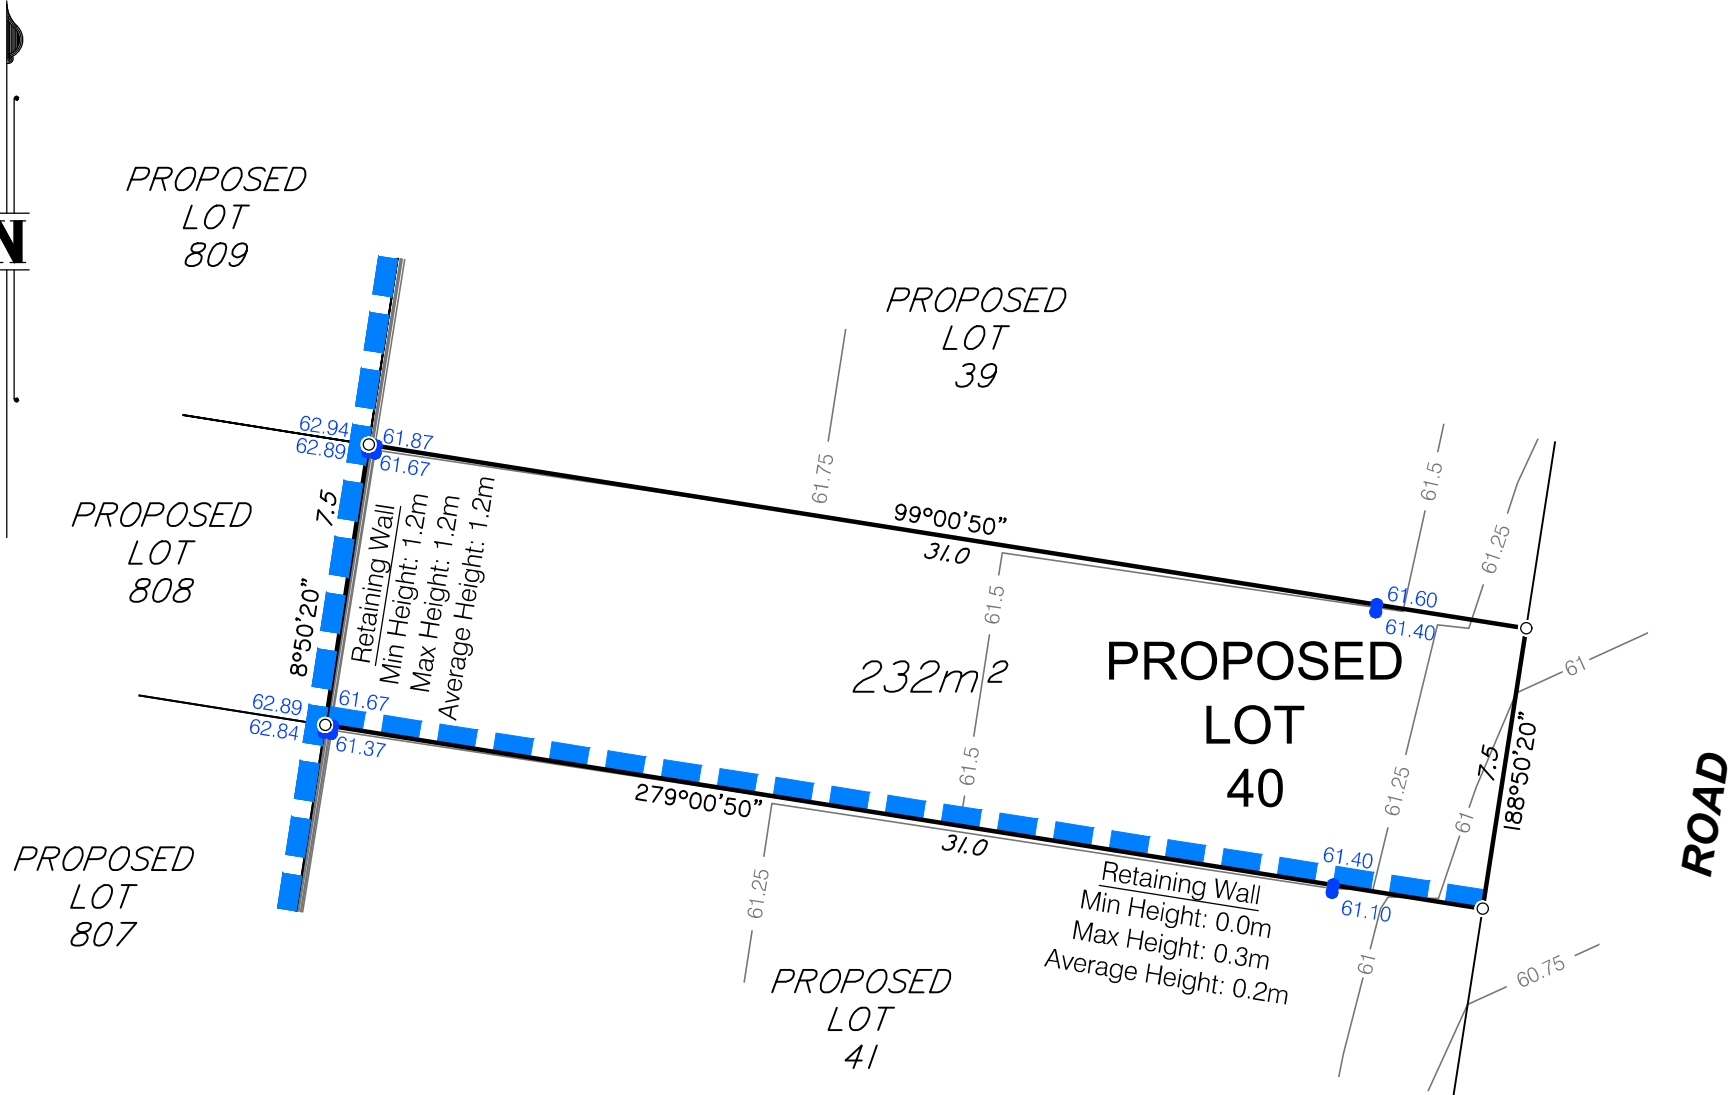 N
PROPOSED
LOT
809
PROPOSED
LOT
39
62.94
61.87
62.89
61.67
61.75
61.5
61.25
99°00'50"
31.0
7.5
Retaining Wall
Min Height: 1.2m
Max Height: 1.2m
Average Height: 1.2m
PROPOSED
LOT
808
8°50'20"
61.5
61.60
61.40
232m²
PROPOSED
LOT
40
61
62.89
61.67
62.84
61.37
61.5
61.25
61
7.5
188°50'20"
ROAD
279°00'50"
31.0
61.40
61.10
PROPOSED
LOT
807
61.25
Retaining Wall
Min Height: 0.0m
Max Height: 0.3m
Average Height: 0.2m
61
60.75
PROPOSED
LOT
41